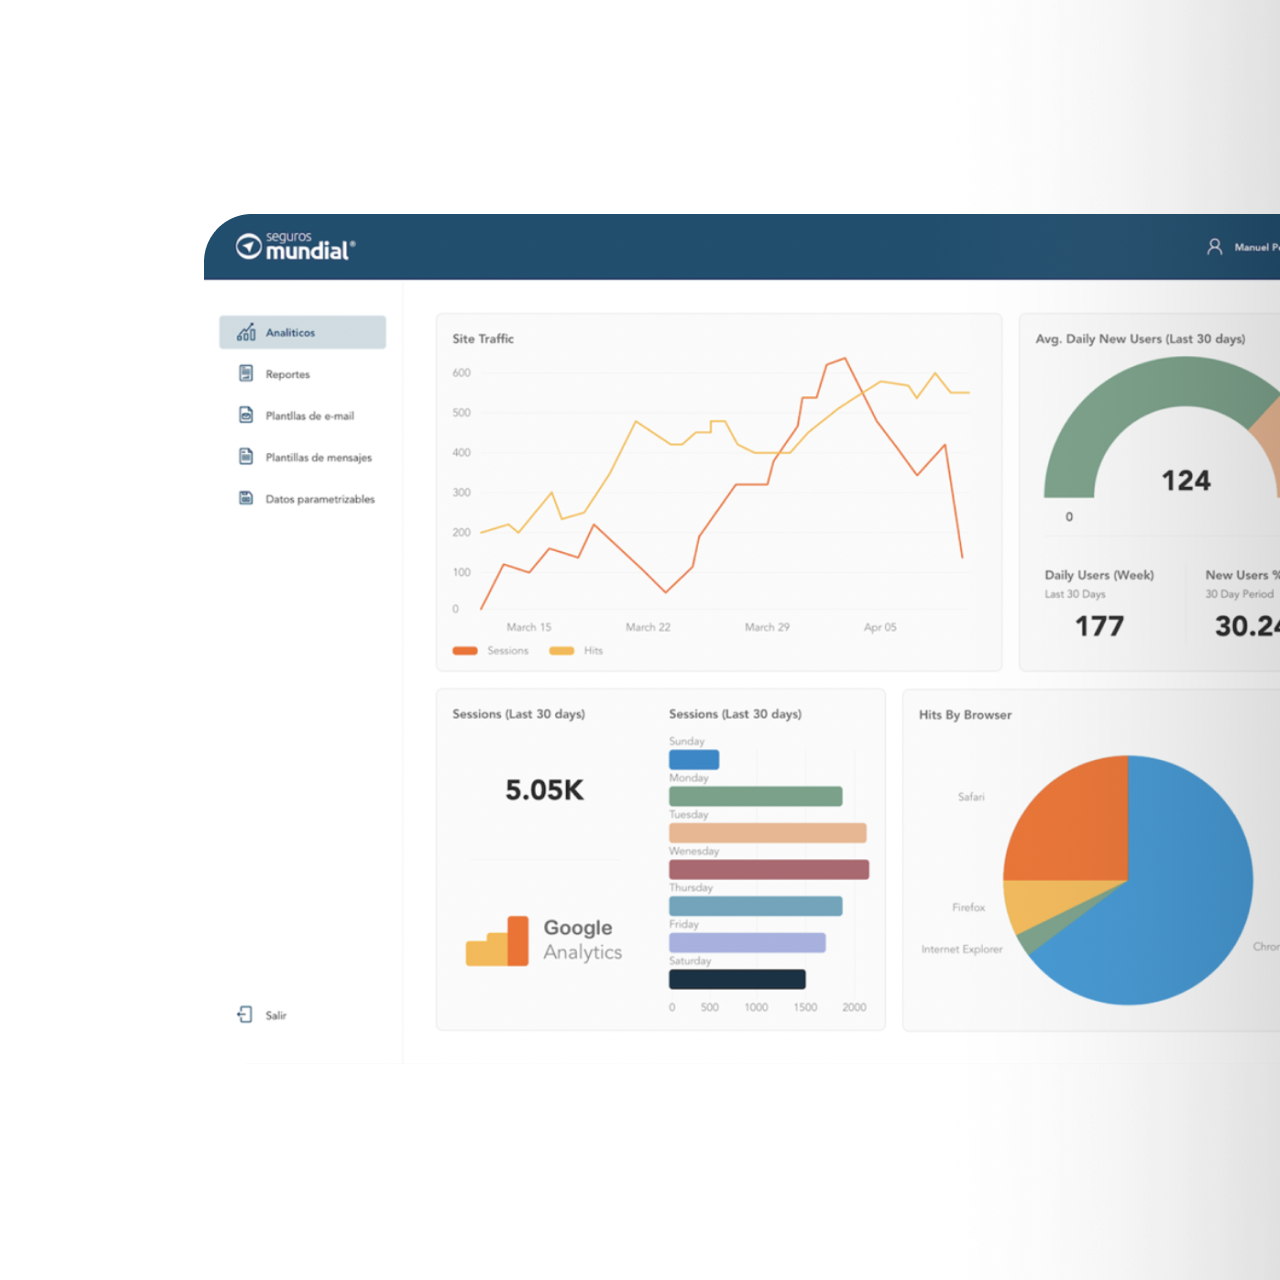 seguros
mundial®
Manuel
Analiticos
Reportes
Plantllas de e-mail
Plantillas de mensajes
Datos parametrizables
Salir
Site Traffic
600
500
400
300
200
100
0
March 15 March 22 March 29 Apr 05
Sessions Hits
Avg. Daily New Users (Last 30 days)
124
0
Daily Users (Week)
Last 30 Days
177
New Users %
30 Day Period
30.24
Sessions (Last 30 days)
5.05K
Google
Analytics
Sessions (Last 30 days)
Sunday
Monday
Tuesday
Wenesday
Thursday
Friday
Saturday
0 500 1000 1500 2000
Hits By Browser
Safari
Firefox
Internet Explorer